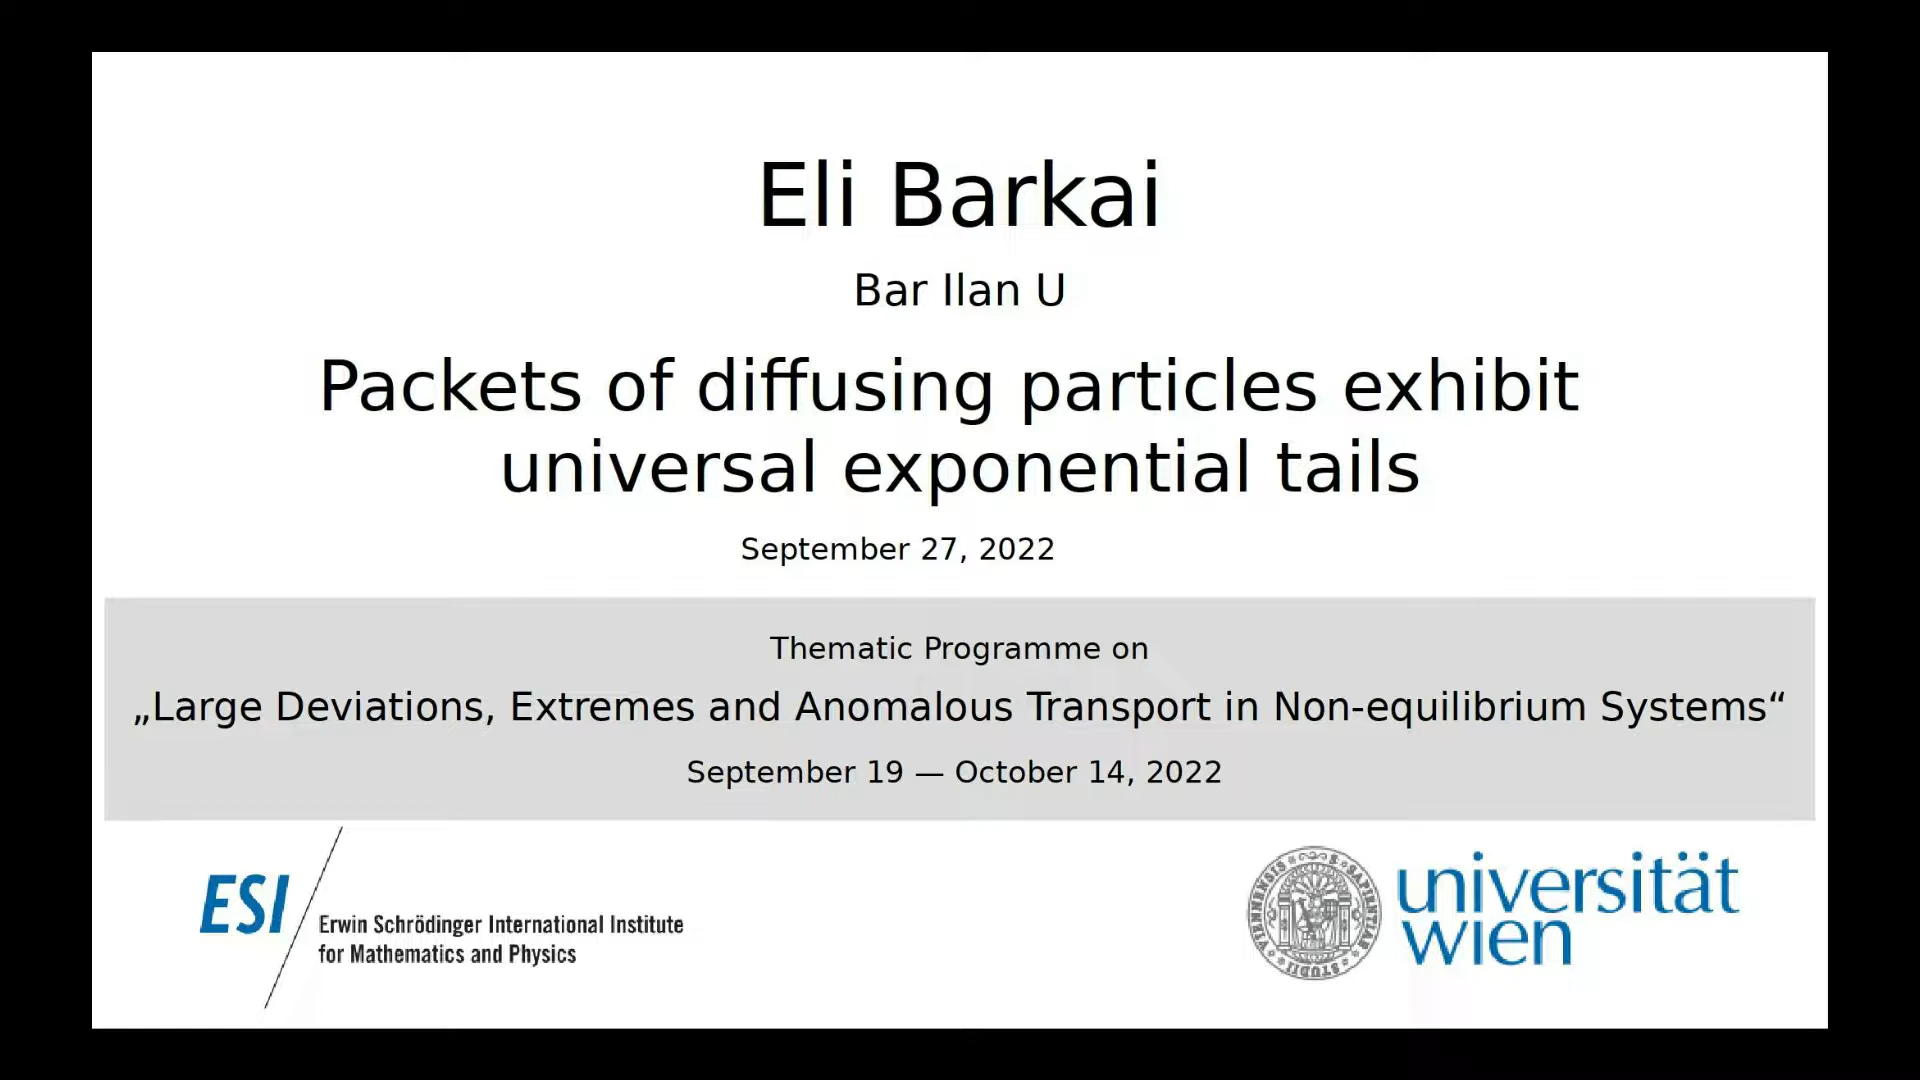 Eli Barkai
Bar Ilan U
Packets of diffusing particles exhibit
universal exponential tails
September 27, 2022
Thematic Programme on
„Large Deviations, Extremes and Anomalous Transport in Non-equilibrium Systems“
September 19 — October 14, 2022
ESI
Erwin Schrödinger International Institute
for Mathematics and Physics
universität
wien